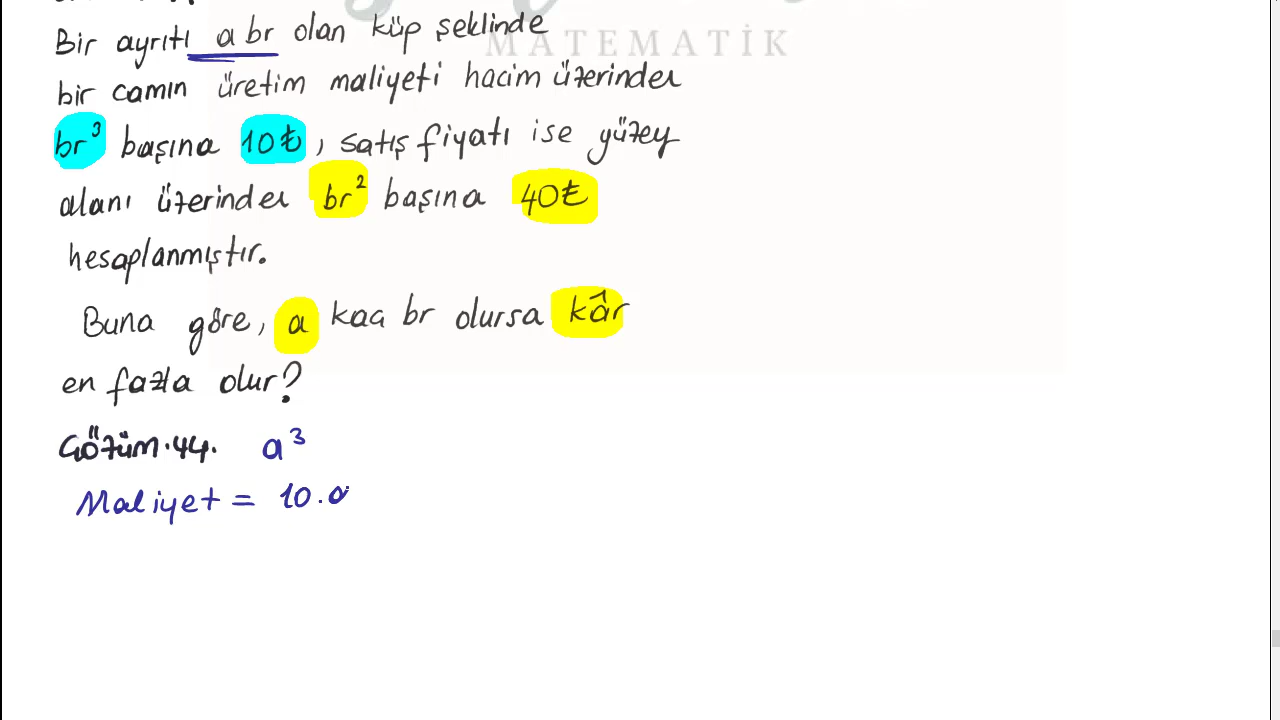 Bir ayrıtı a br olan küp şeklinde
MATEMATİK
bir camın üretim maliyeti hacim üzerinden
br³ başına 10₺, satış fiyatı ise yüzey
alanı üzerinden br² başına 40₺
hesaplanmıştır.
Buna göre, a kaç br olursa kâr
en fazla olur?
Çözüm.44. a³
Maliyet = 10.a